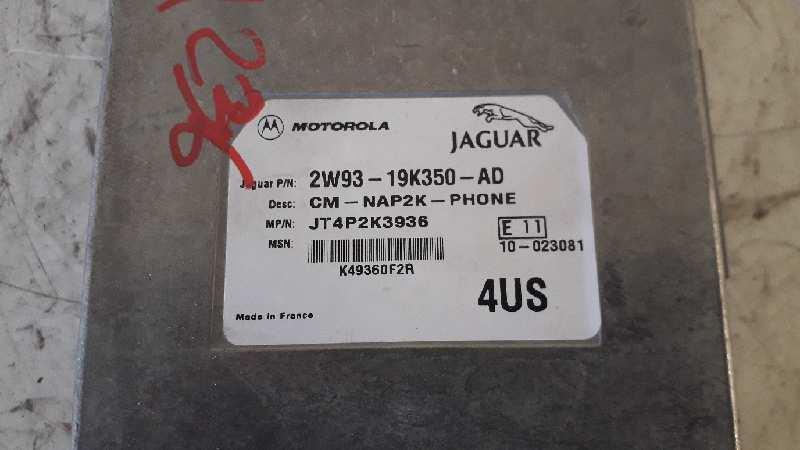 MOTOROLA
JAGUAR
Jaguar P/N: 2W93-19K350-AD
Desc: CM-NAP2K-PHONE
MP/N: JT4P2K3936
MSN:
K49360F2R
E 11
10-023081
4US
Made in France